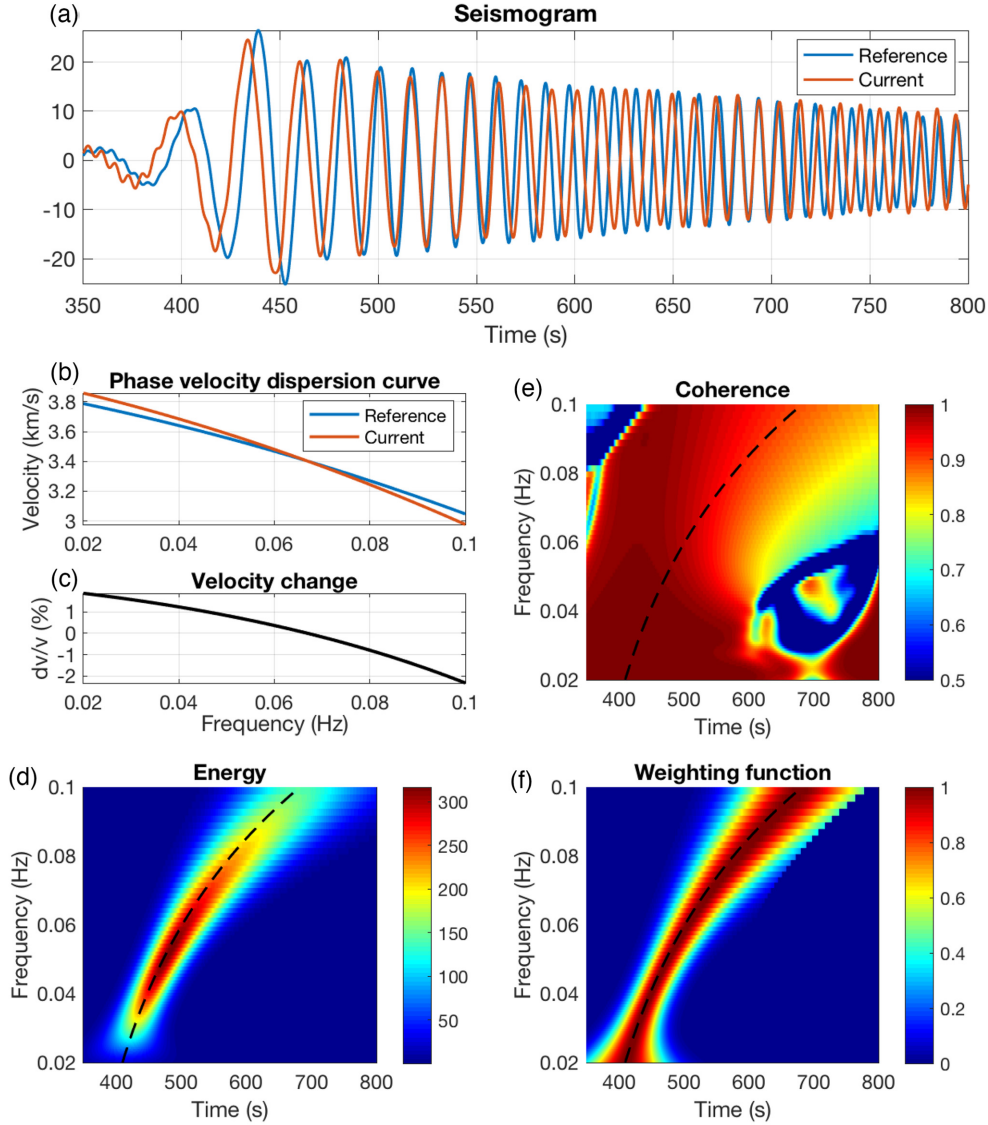 (a)
Seismogram
Reference
Current
20
10
0
-10
-20
350 400 450 500 550 600 650 700 750 800
Time (s)
(b)
Phase velocity dispersion curve
Reference
Current
Velocity (km/s)
3.8
3.6
3.4
3.2
3
0.02 0.04 0.06 0.08 0.1
(c)
Velocity change
dv/v (%)
1
0
-1
-2
0.02 0.04 0.06 0.08 0.1
Frequency (Hz)
(e)
Coherence
Frequency (Hz)
0.1
0.08
0.06
0.04
0.02
400 500 600 700 800
Time (s)
1
0.9
0.8
0.7
0.6
0.5
(d)
Energy
Frequency (Hz)
0.1
0.08
0.06
0.04
0.02
400 500 600 700 800
Time (s)
300
250
200
150
100
50
(f)
Weighting function
Frequency (Hz)
0.1
0.08
0.06
0.04
0.02
400 500 600 700 800
Time (s)
1
0.8
0.6
0.4
0.2
0